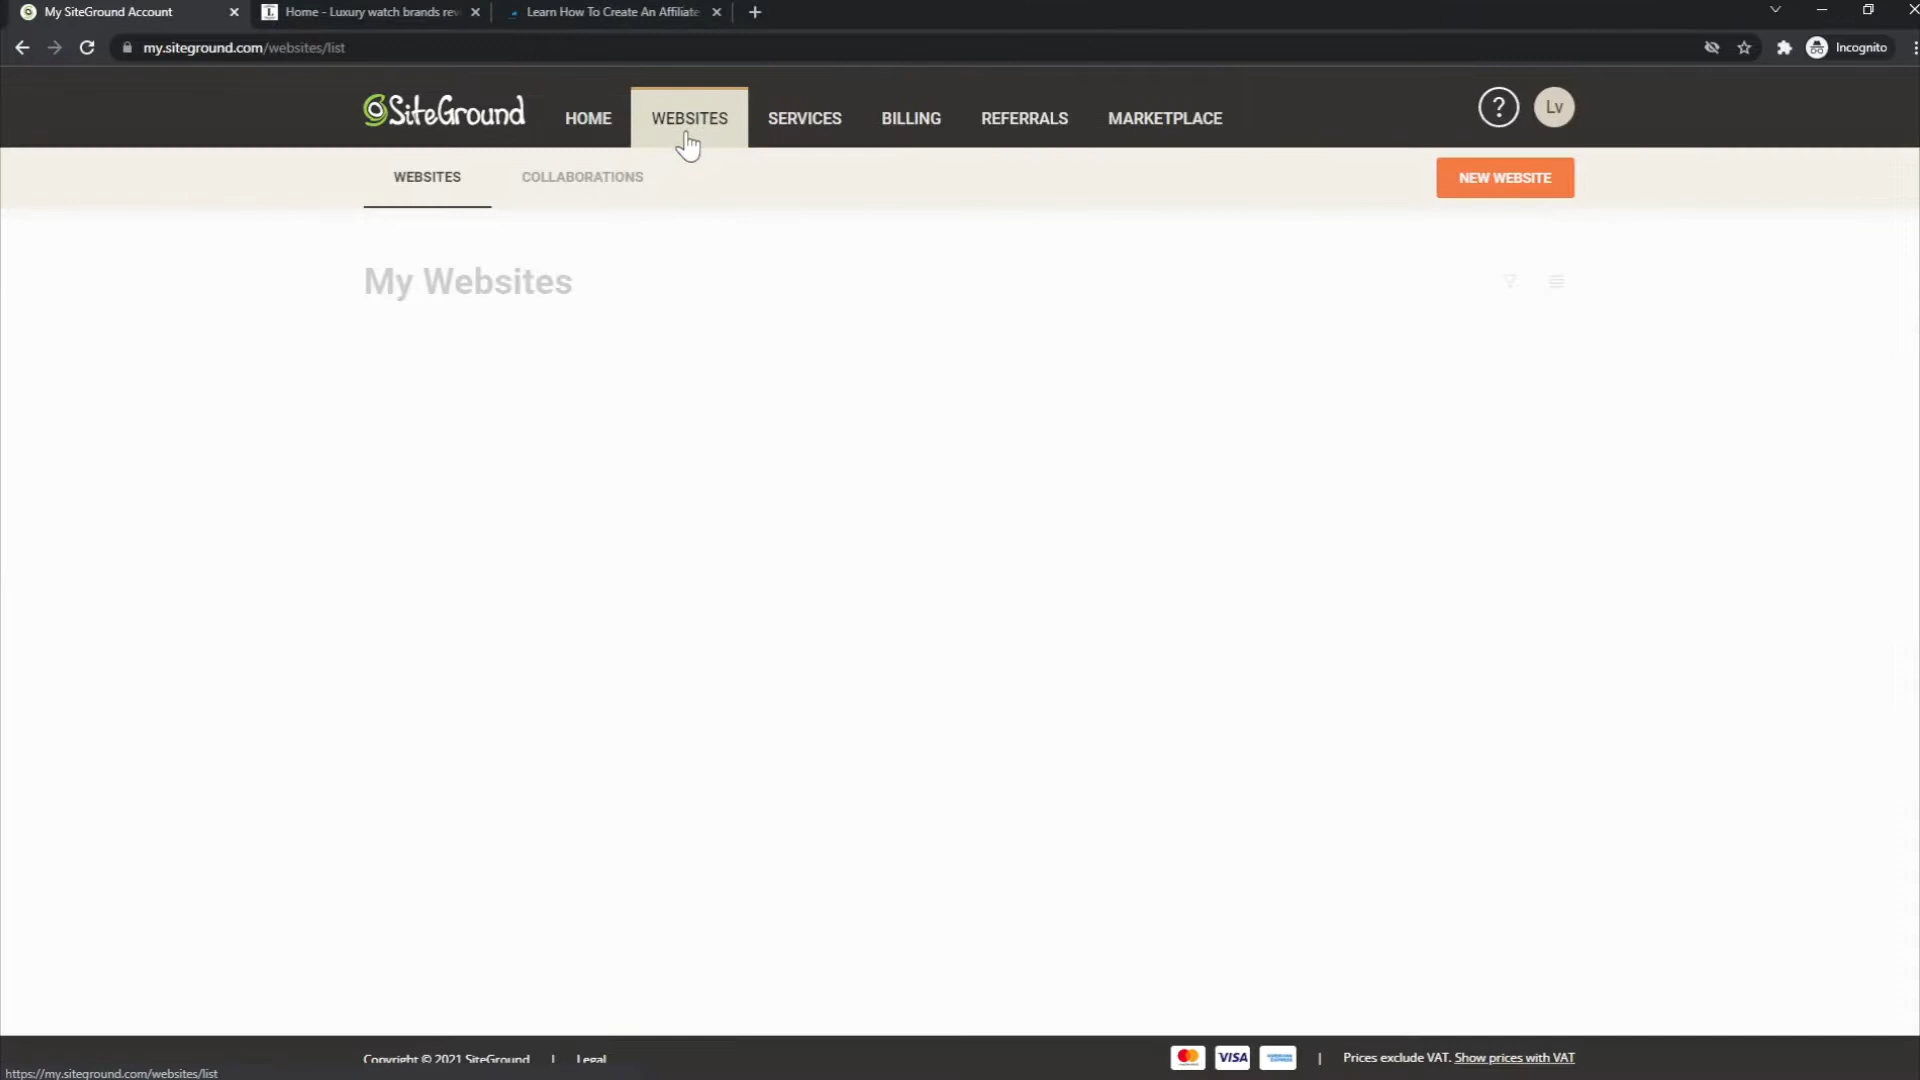 My SiteGround Account
Home - Luxury watch brands rev
Learn How To Create An Affiliate
my.siteground.com/websites/list
Incognito
SiteGround
HOME
WEBSITES
SERVICES
BILLING
REFERRALS
MARKETPLACE
?
Lv
WEBSITES
COLLABORATIONS
NEW WEBSITE
My Websites
Copyright © 2021 SiteGround | Legal
VISA
AMERICAN EXPRESS
| Prices exclude VAT. Show prices with VAT
https://my.siteground.com/websites/list